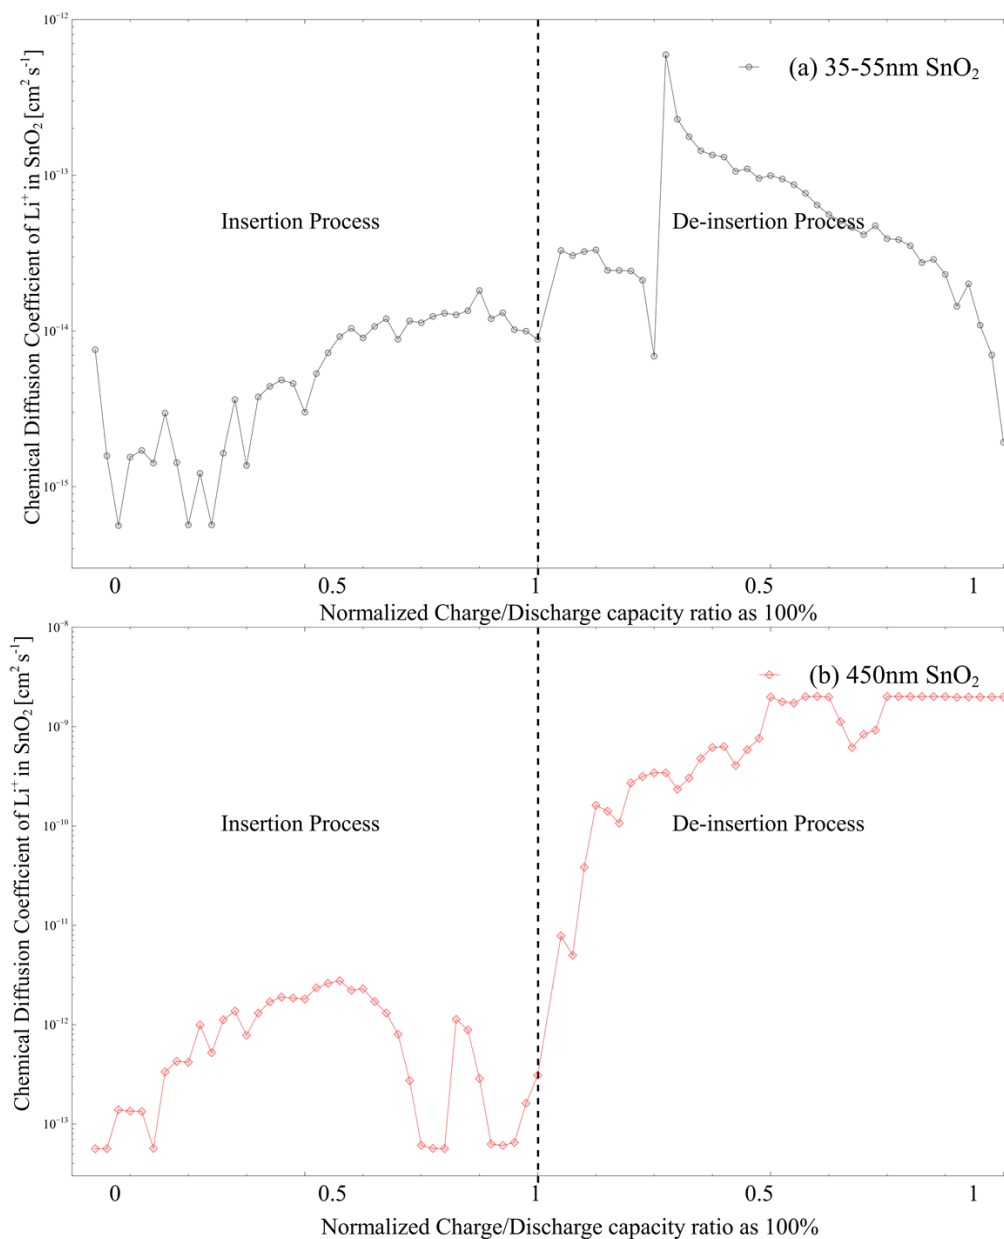 Chemical Diffusion Coefficient of Li⁺ in SnO₂ [cm² s⁻¹]
10⁻¹²
10⁻¹³
10⁻¹⁴
10⁻¹⁵
(a) 35-55nm SnO₂
Insertion Process
De-insertion Process
0 0.5 1 0.5 1
Normalized Charge/Discharge capacity ratio as 100%
Chemical Diffusion Coefficient of Li⁺ in SnO₂ [cm² s⁻¹]
10⁻⁸
10⁻⁹
10⁻¹⁰
10⁻¹¹
10⁻¹²
10⁻¹³
(b) 450nm SnO₂
Insertion Process
De-insertion Process
0 0.5 1 0.5 1
Normalized Charge/Discharge capacity ratio as 100%